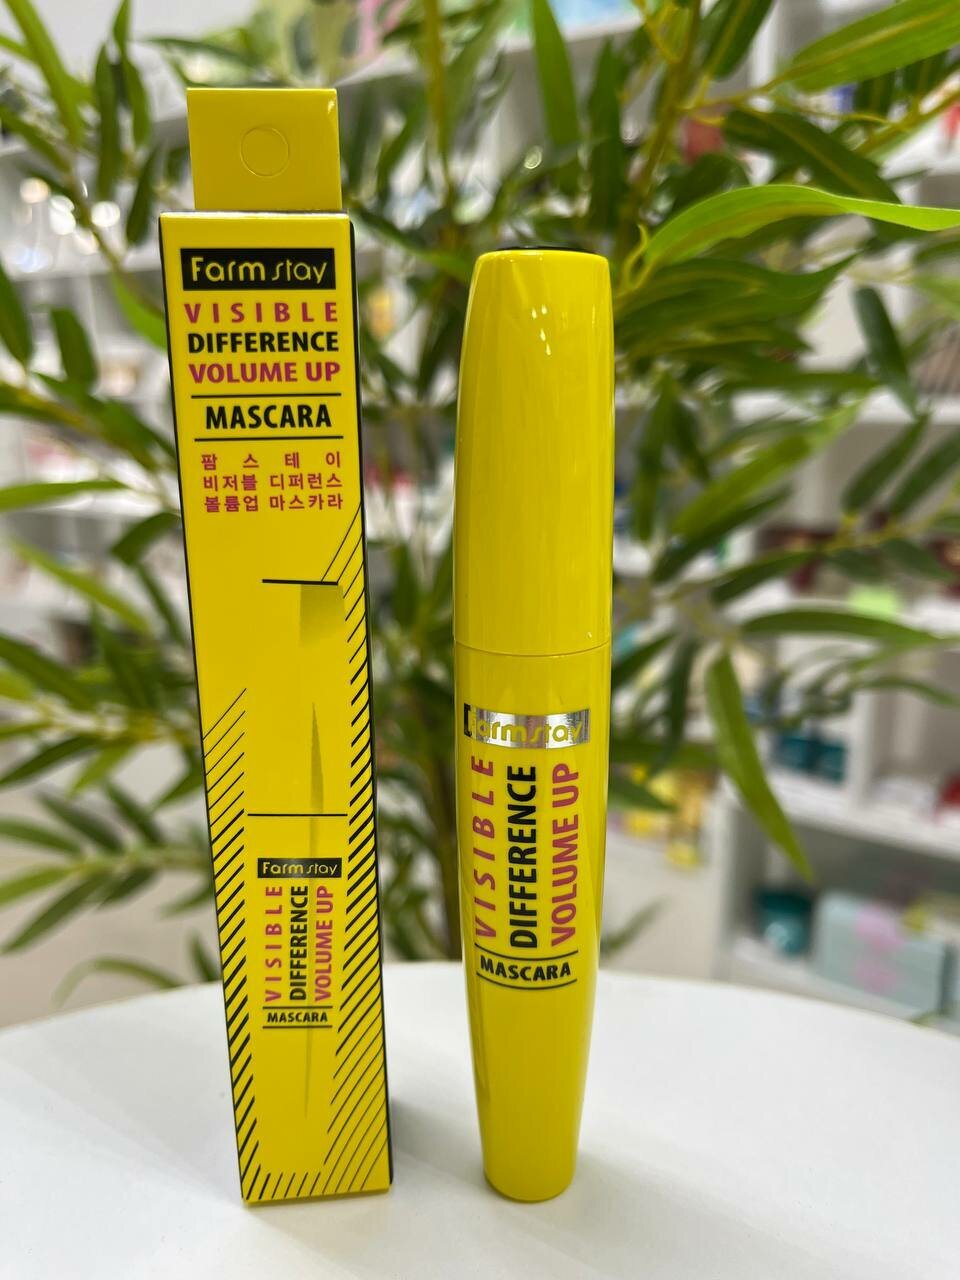 Farm stay
VISIBLE
DIFFERENCE
VOLUME UP
MASCARA
팜 스 테 이
비저블 디퍼런스
볼륨업 마스카라
Farm stay
VISIBLE
DIFFERENCE
VOLUME UP
MASCARA
Farm stay
VISIBLE
DIFFERENCE
VOLUME UP
MASCARA